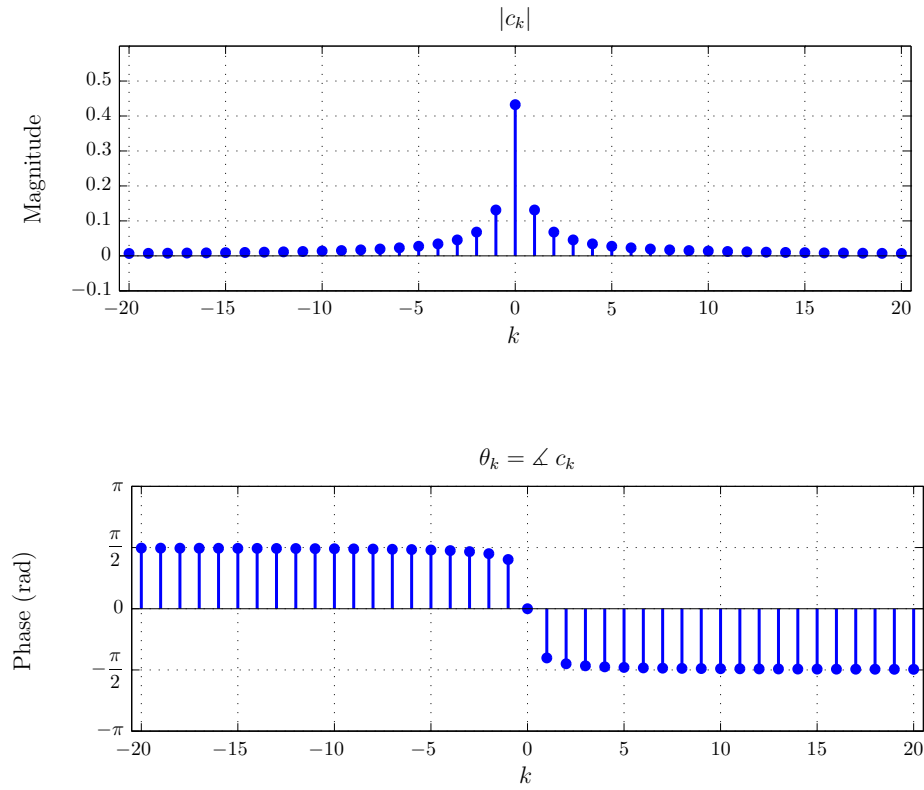 |c_k|
Magnitude
0.5
0.4
0.3
0.2
0.1
0
−0.1
−20 −15 −10 −5 0 5 10 15 20
k
θ_k = ∡ c_k
Phase (rad)
π
π/2
0
−π/2
−π
−20 −15 −10 −5 0 5 10 15 20
k